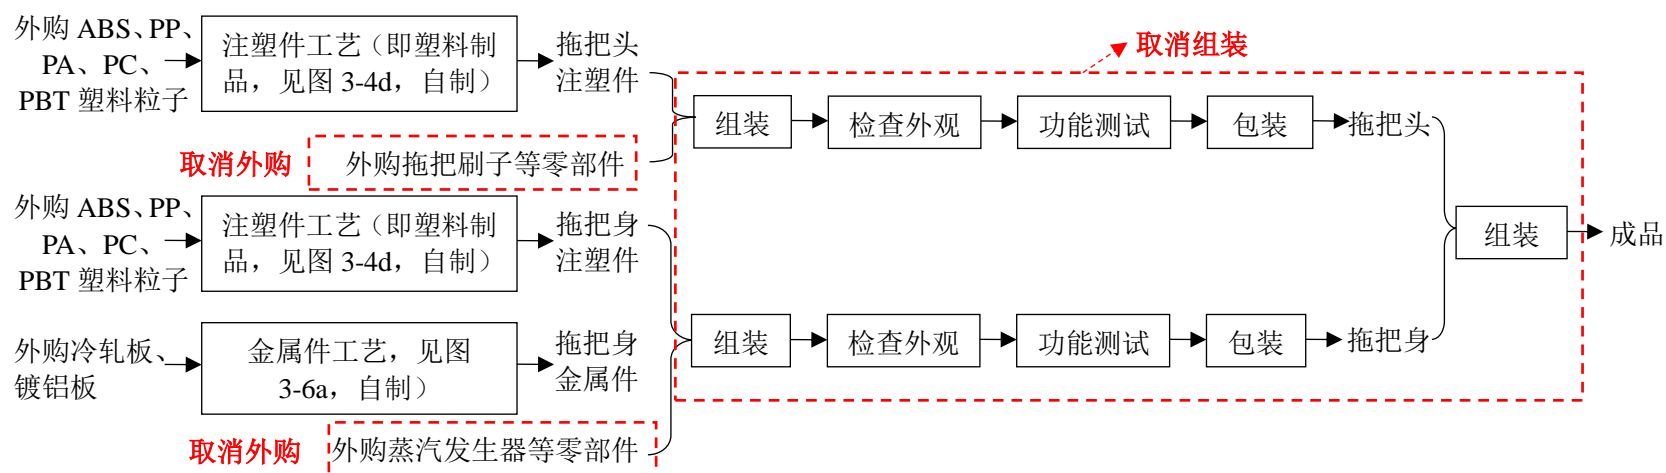 外购 ABS、PP、
PA、PC、
PBT 塑料粒子
注塑件工艺（即塑料制
品，见图 3-4d，自制）
拖把头
注塑件
取消组装
组装
检查外观
功能测试
包装
拖把头
取消外购
外购拖把刷子等零部件
外购 ABS、PP、
PA、PC、
PBT 塑料粒子
注塑件工艺（即塑料制
品，见图 3-4d，自制）
拖把身
注塑件
组装
成品
外购冷轧板、
镀铝板
金属件工艺，见图
3-6a，自制）
拖把身
金属件
组装
检查外观
功能测试
包装
拖把身
取消外购
外购蒸汽发生器等零部件